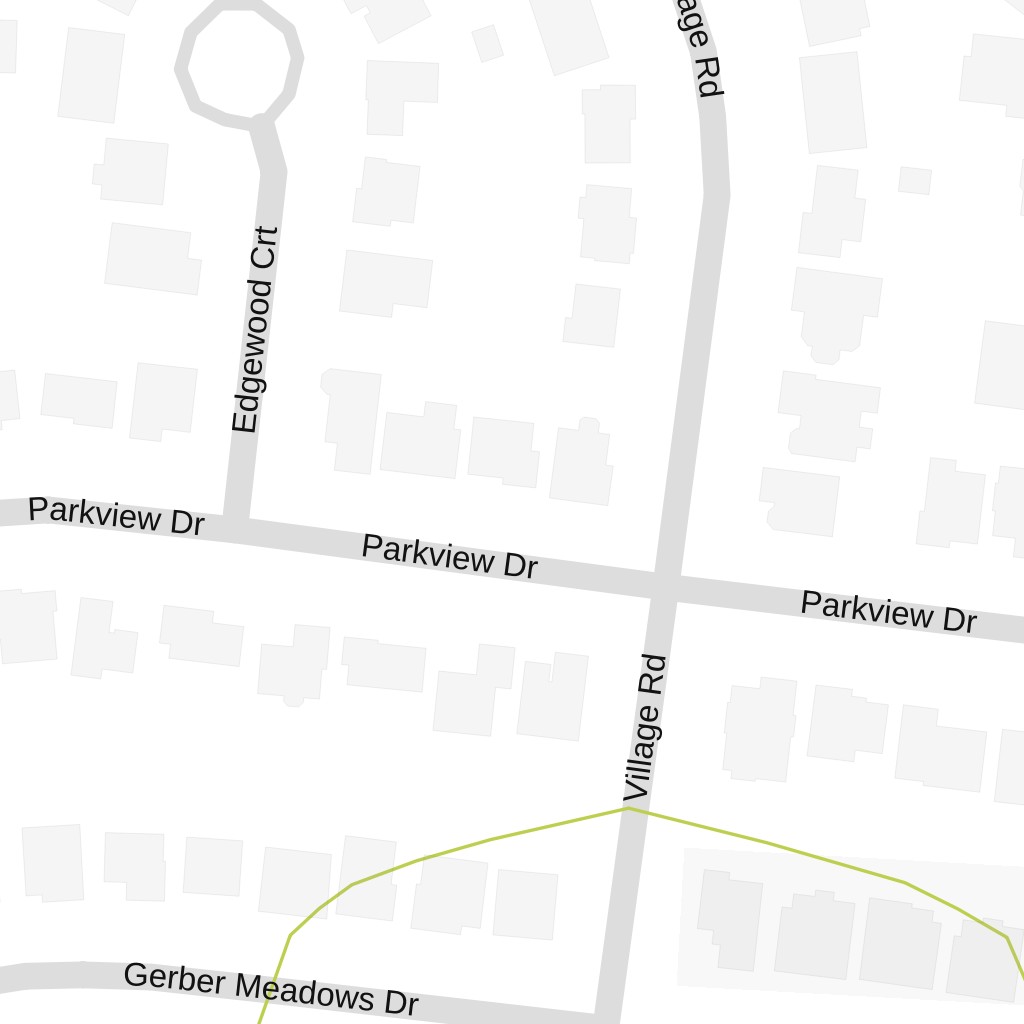 age Rd
Edgewood Crt
Parkview Dr
Parkview Dr
Parkview Dr
Village Rd
Gerber Meadows Dr